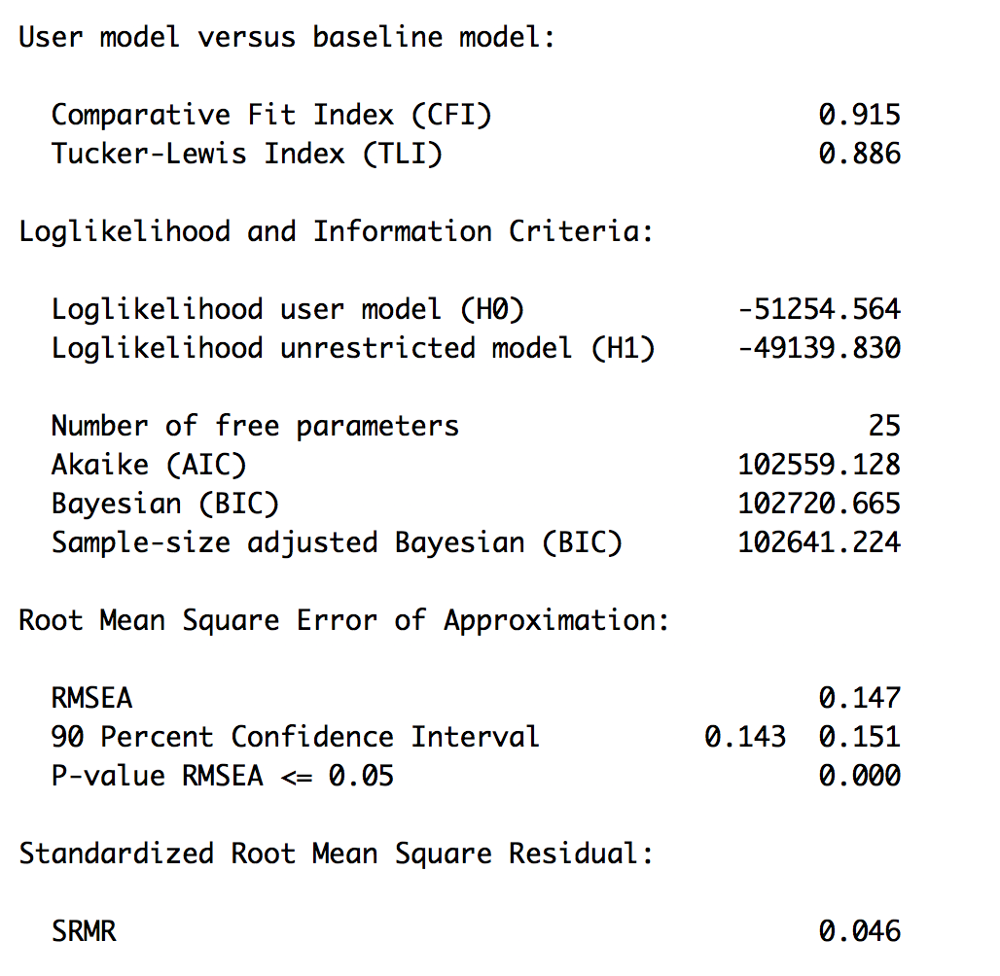 User model versus baseline model:
Comparative Fit Index (CFI) 0.915
Tucker-Lewis Index (TLI) 0.886
Loglikelihood and Information Criteria:
Loglikelihood user model (H0) -51254.564
Loglikelihood unrestricted model (H1) -49139.830
Number of free parameters 25
Akaike (AIC) 102559.128
Bayesian (BIC) 102720.665
Sample-size adjusted Bayesian (BIC) 102641.224
Root Mean Square Error of Approximation:
RMSEA 0.147
90 Percent Confidence Interval 0.143 0.151
P-value RMSEA <= 0.05 0.000
Standardized Root Mean Square Residual:
SRMR 0.046